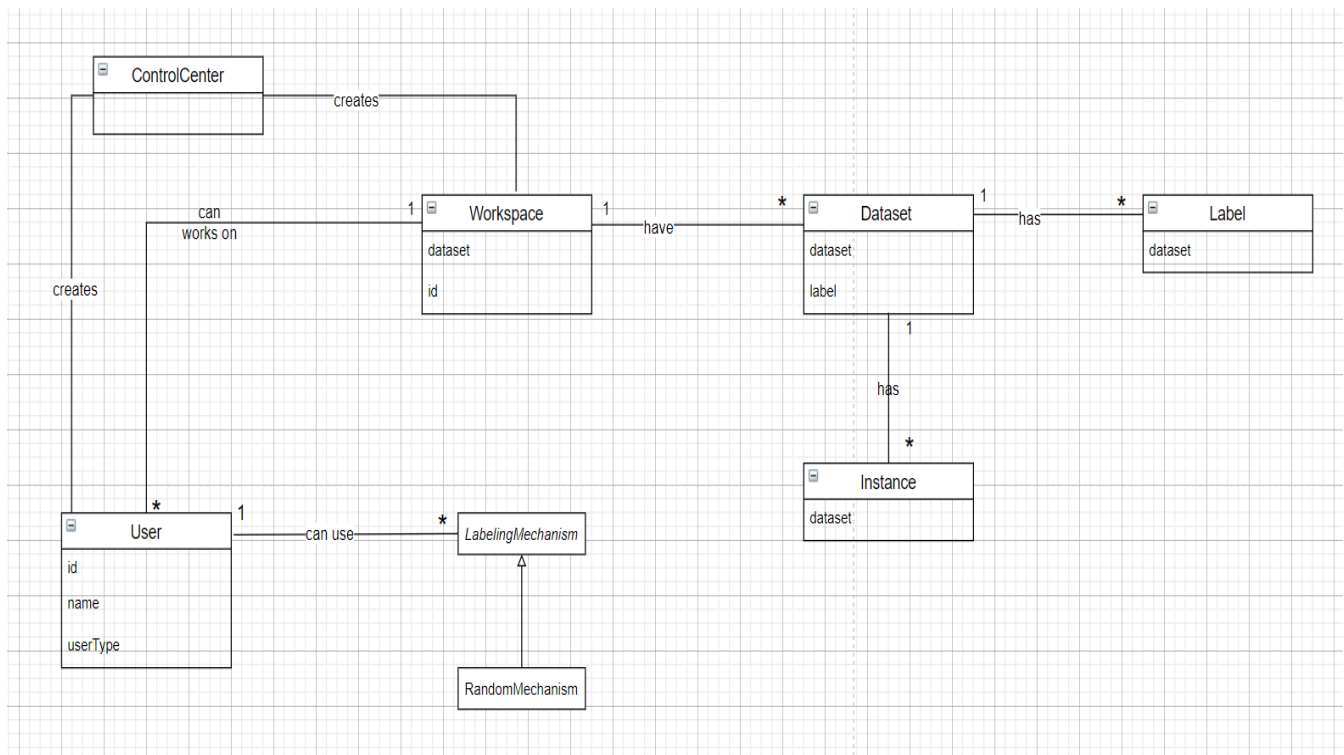 ControlCenter
creates
can
works on
1
Workspace
1
have
*
Dataset
1
has
*
Label
dataset
id
dataset
label
dataset
creates
1
has
*
Instance
dataset
*
User
1
can use
*
LabelingMechanism
id
name
userType
RandomMechanism